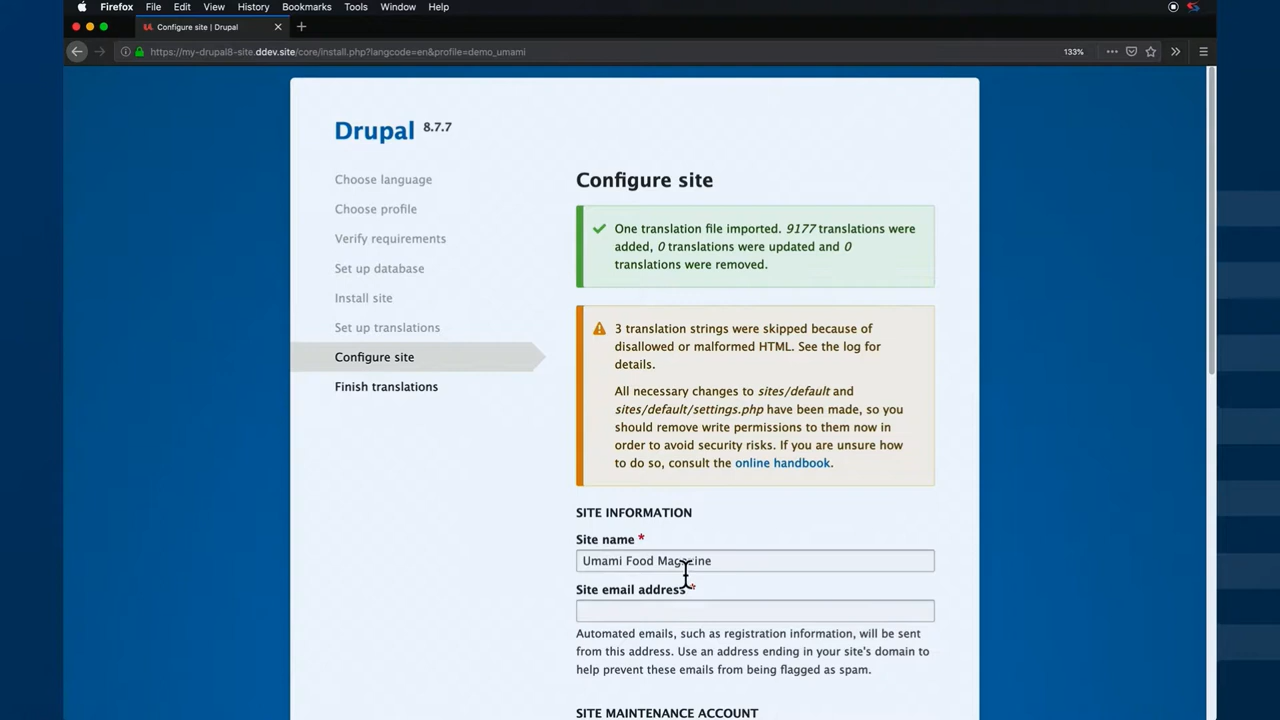 Firefox File Edit View History Bookmarks Tools Window Help
Configure site | Drupal
https://my-drupal8-site.ddev.site/core/install.php?langcode=en&profile=demo_umami
133%
Drupal 8.7.7
Choose language
Choose profile
Verify requirements
Set up database
Install site
Set up translations
Configure site
Finish translations
Configure site
One translation file imported. 9177 translations were
added, 0 translations were updated and 0
translations were removed.
3 translation strings were skipped because of
disallowed or malformed HTML. See the log for
details.
All necessary changes to sites/default and
sites/default/settings.php have been made, so you
should remove write permissions to them now in
order to avoid security risks. If you are unsure how
to do so, consult the online handbook.
SITE INFORMATION
Site name *
Umami Food Magazine
Site email address *
Automated emails, such as registration information, will be sent
from this address. Use an address ending in your site's domain to
help prevent these emails from being flagged as spam.
SITE MAINTENANCE ACCOUNT